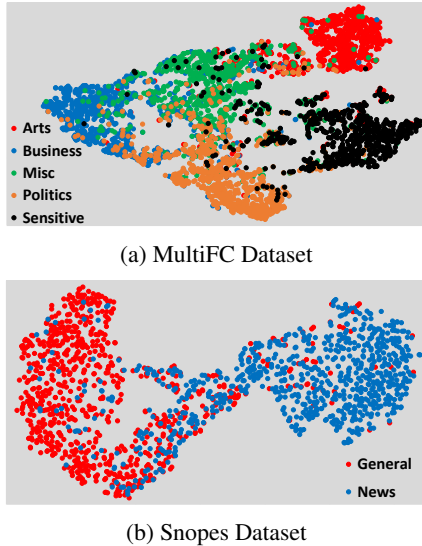 Arts
Business
Misc
Politics
Sensitive
(a) MultiFC Dataset
General
News
(b) Snopes Dataset